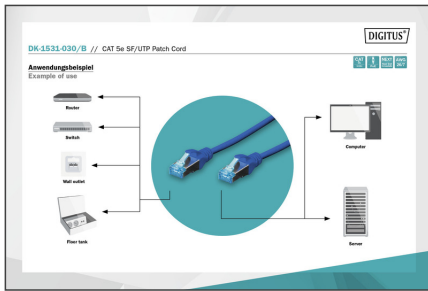 DIGITUS®
DK-1531-030/B // CAT 5e SF/UTP Patch Cord
Anwendungsbeispiel
Example of use
Router
Switch
Wall outlet
Floor tank
Computer
Server